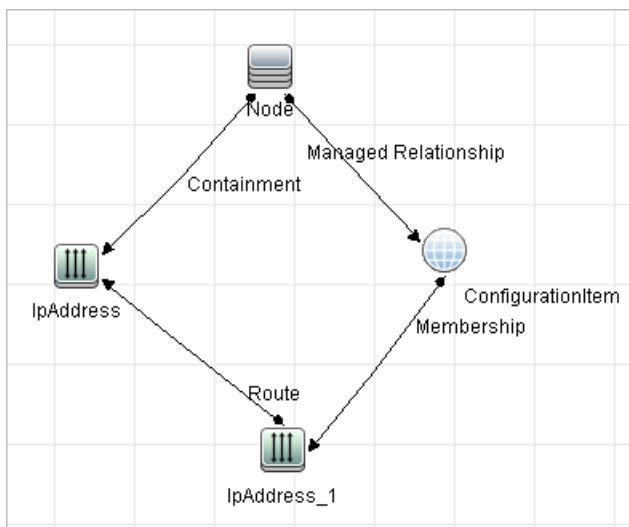 Node
Managed Relationship
Containment
IpAddress
ConfigurationItem
Membership
Route
IpAddress_1